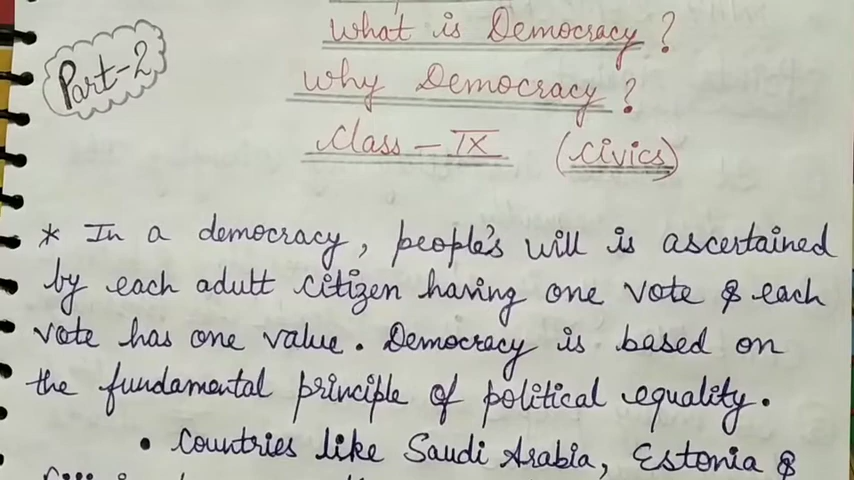 Part-2
What is Democracy?
Why Democracy?
Class - IX (Civics)
* In a democracy, people's will is ascertained
by each adult citizen having one vote & each
vote has one value. Democracy is based on
the fundamental principle of political equality.
• Countries like Saudi Arabia, Estonia &